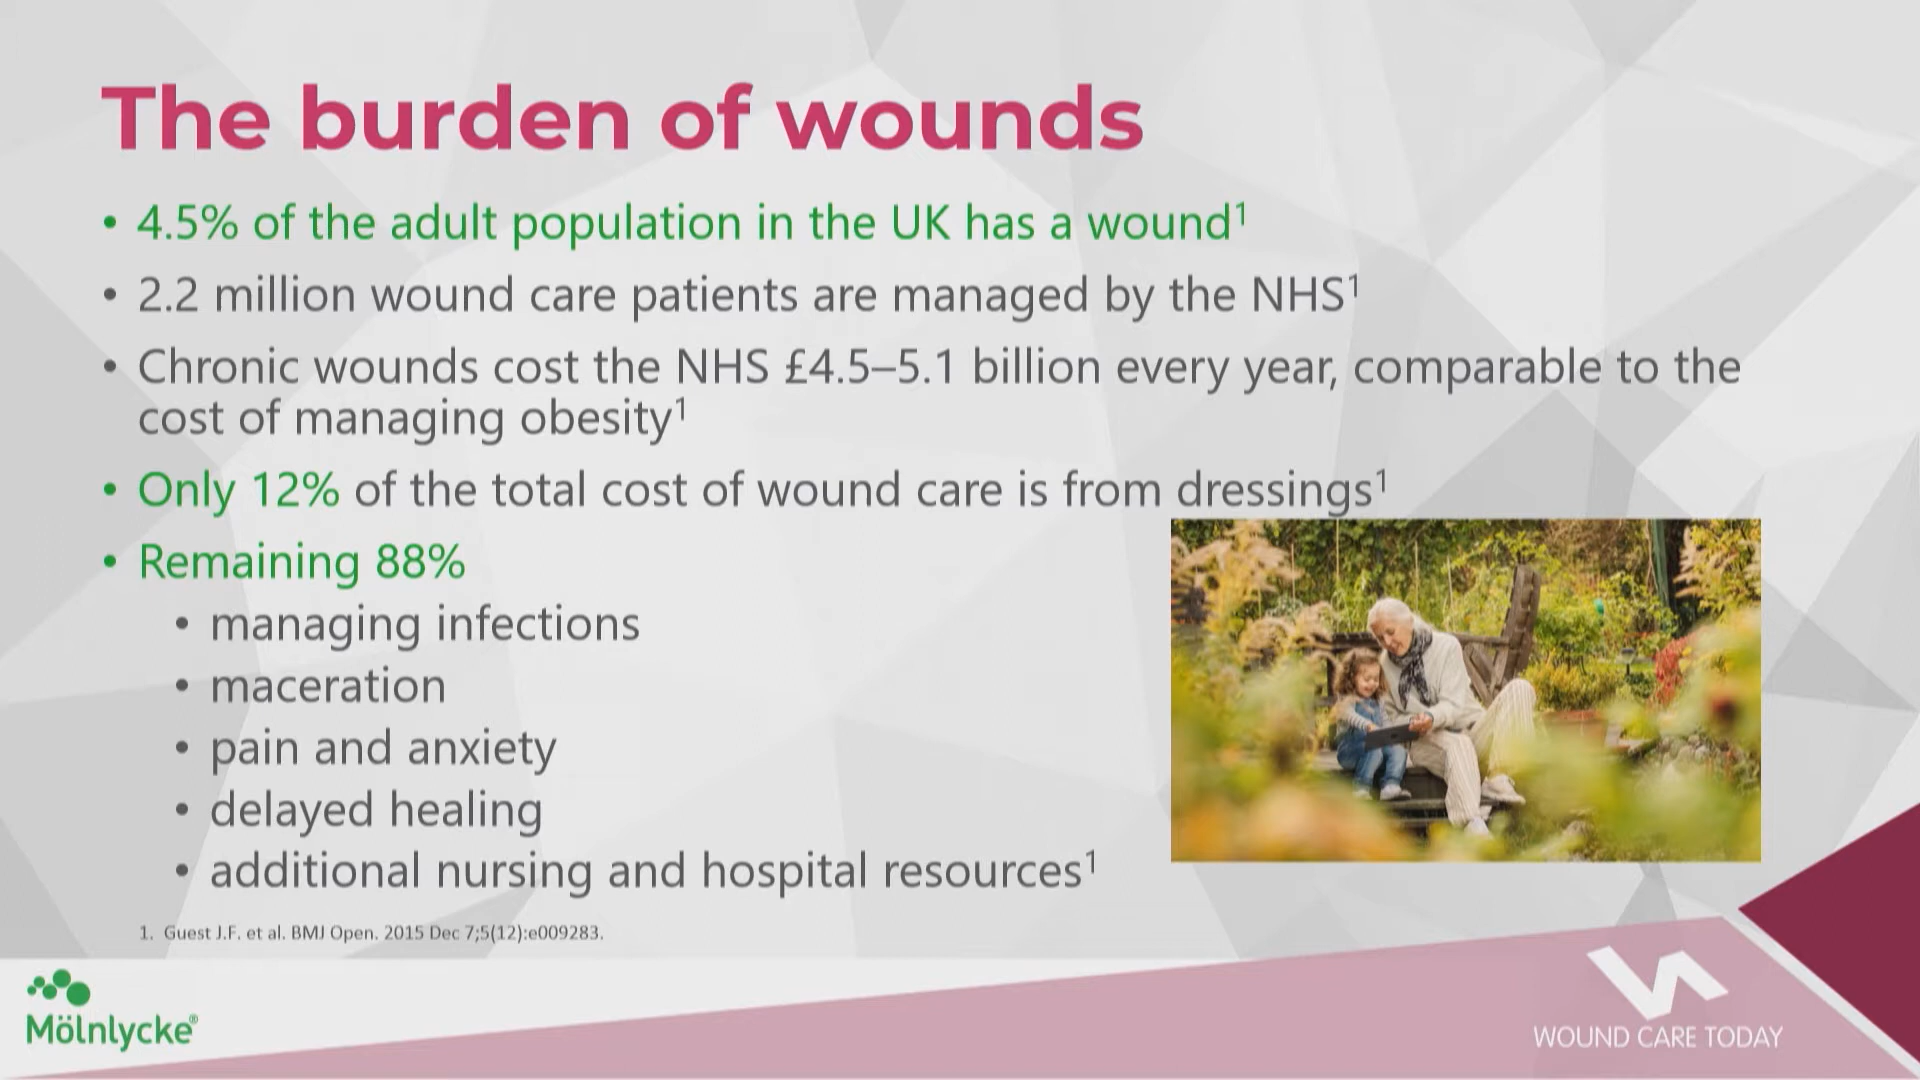 The burden of wounds
• 4.5% of the adult population in the UK has a wound¹
• 2.2 million wound care patients are managed by the NHS¹
• Chronic wounds cost the NHS £4.5–5.1 billion every year, comparable to the
cost of managing obesity¹
• Only 12% of the total cost of wound care is from dressings¹
• Remaining 88%
• managing infections
• maceration
• pain and anxiety
• delayed healing
• additional nursing and hospital resources¹
1. Guest J.F. et al. BMJ Open. 2015 Dec 7;5(12):e009283.
Mölnlycke®
WOUND CARE TODAY